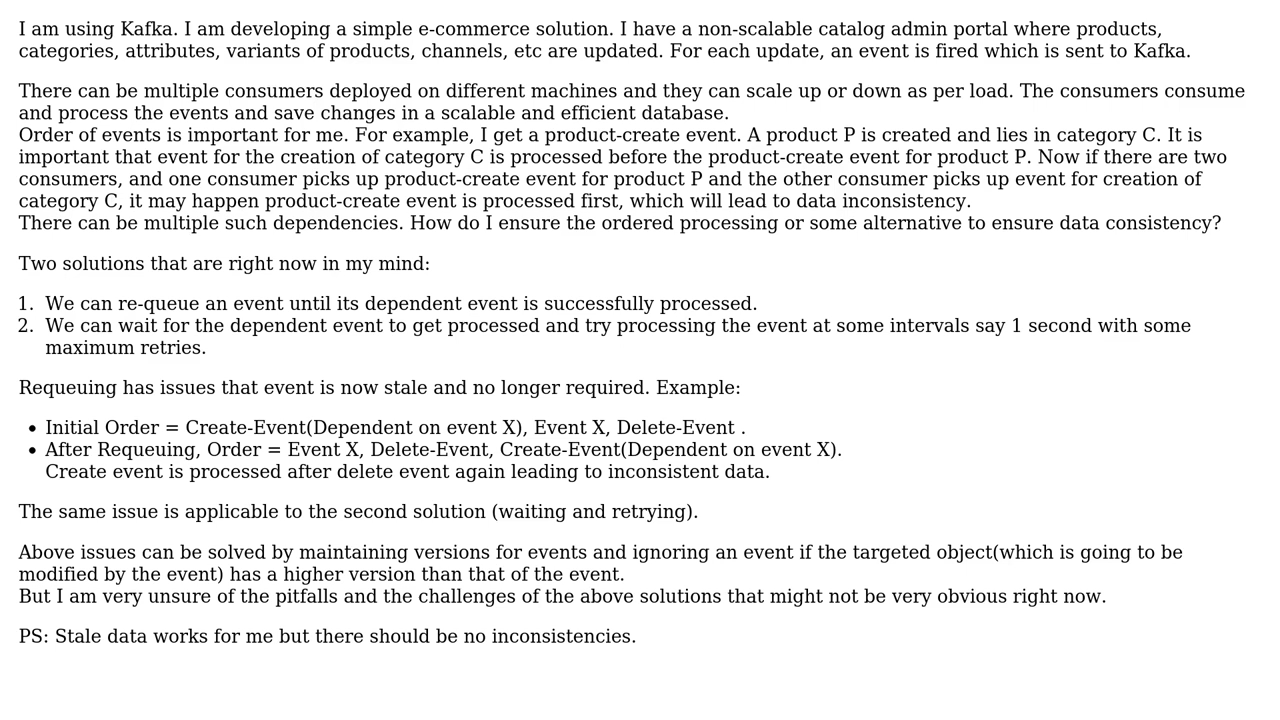 I am using Kafka. I am developing a simple e-commerce solution. I have a non-scalable catalog admin portal where products,
categories, attributes, variants of products, channels, etc are updated. For each update, an event is fired which is sent to Kafka.
There can be multiple consumers deployed on different machines and they can scale up or down as per load. The consumers consume
and process the events and save changes in a scalable and efficient database.
Order of events is important for me. For example, I get a product-create event. A product P is created and lies in category C. It is
important that event for the creation of category C is processed before the product-create event for product P. Now if there are two
consumers, and one consumer picks up product-create event for product P and the other consumer picks up event for creation of
category C, it may happen product-create event is processed first, which will lead to data inconsistency.
There can be multiple such dependencies. How do I ensure the ordered processing or some alternative to ensure data consistency?
Two solutions that are right now in my mind:
1. We can re-queue an event until its dependent event is successfully processed.
2. We can wait for the dependent event to get processed and try processing the event at some intervals say 1 second with some
maximum retries.
Requeuing has issues that event is now stale and no longer required. Example:
• Initial Order = Create-Event(Dependent on event X), Event X, Delete-Event .
• After Requeuing, Order = Event X, Delete-Event, Create-Event(Dependent on event X).
Create event is processed after delete event again leading to inconsistent data.
The same issue is applicable to the second solution (waiting and retrying).
Above issues can be solved by maintaining versions for events and ignoring an event if the targeted object(which is going to be
modified by the event) has a higher version than that of the event.
But I am very unsure of the pitfalls and the challenges of the above solutions that might not be very obvious right now.
PS: Stale data works for me but there should be no inconsistencies.